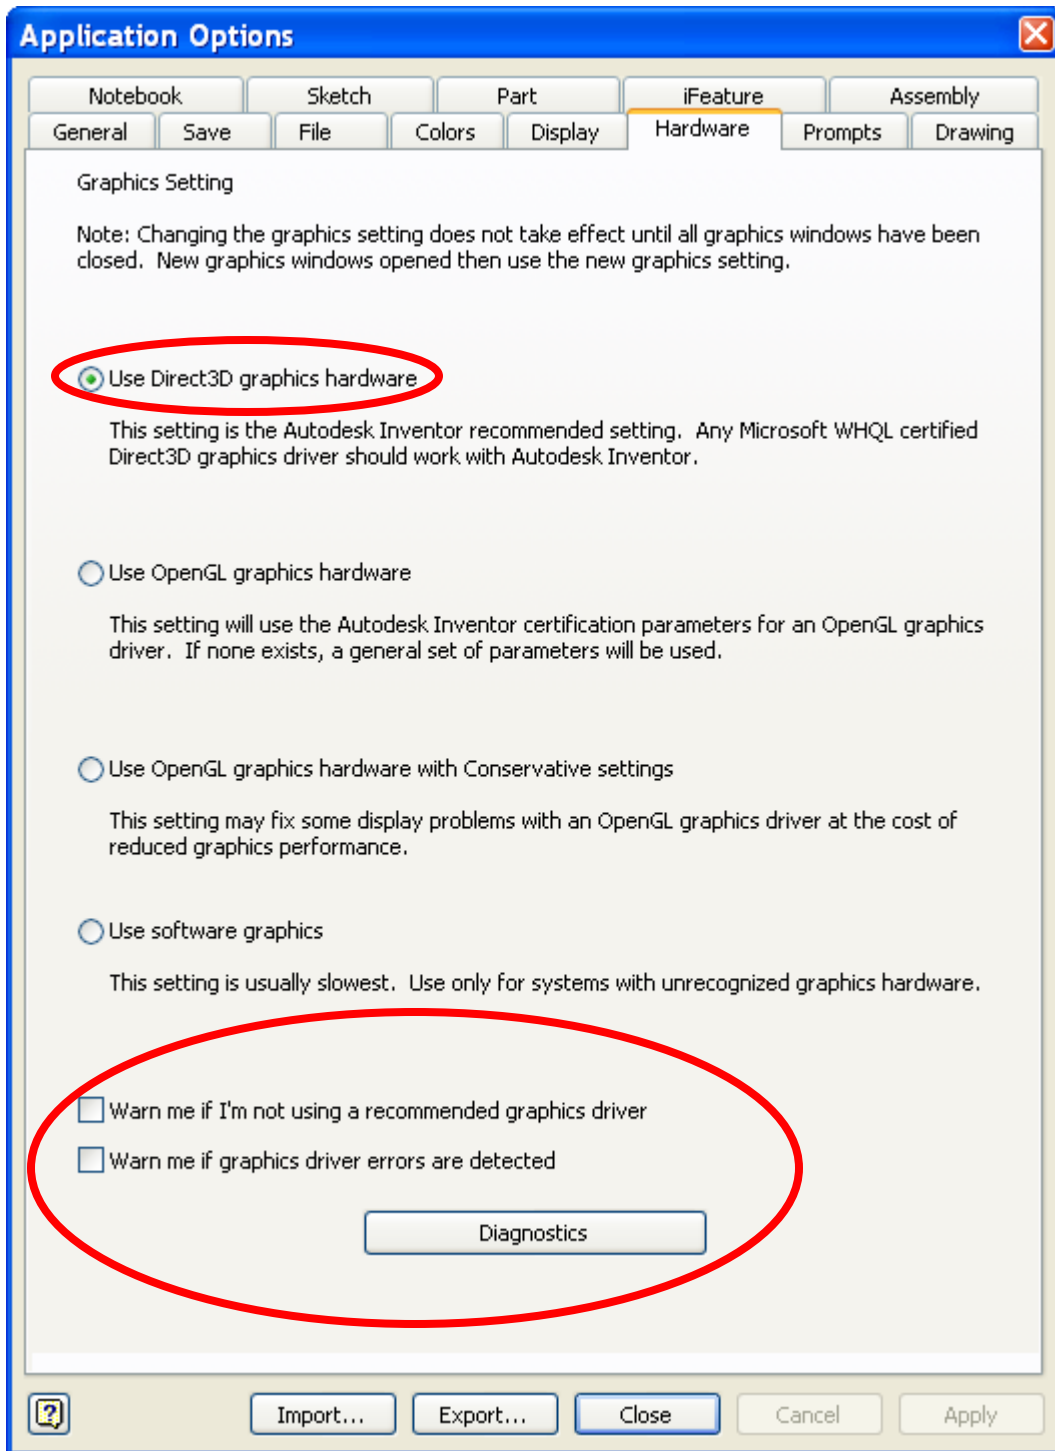 Application Options
Notebook Sketch Part iFeature Assembly
General Save File Colors Display Hardware Prompts Drawing
Graphics Setting
Note: Changing the graphics setting does not take effect until all graphics windows have been
closed. New graphics windows opened then use the new graphics setting.
Use Direct3D graphics hardware
This setting is the Autodesk Inventor recommended setting. Any Microsoft WHQL certified
Direct3D graphics driver should work with Autodesk Inventor.
Use OpenGL graphics hardware
This setting will use the Autodesk Inventor certification parameters for an OpenGL graphics
driver. If none exists, a general set of parameters will be used.
Use OpenGL graphics hardware with Conservative settings
This setting may fix some display problems with an OpenGL graphics driver at the cost of
reduced graphics performance.
Use software graphics
This setting is usually slowest. Use only for systems with unrecognized graphics hardware.
Warn me if I'm not using a recommended graphics driver
Warn me if graphics driver errors are detected
Diagnostics
? Import... Export... Close Cancel Apply